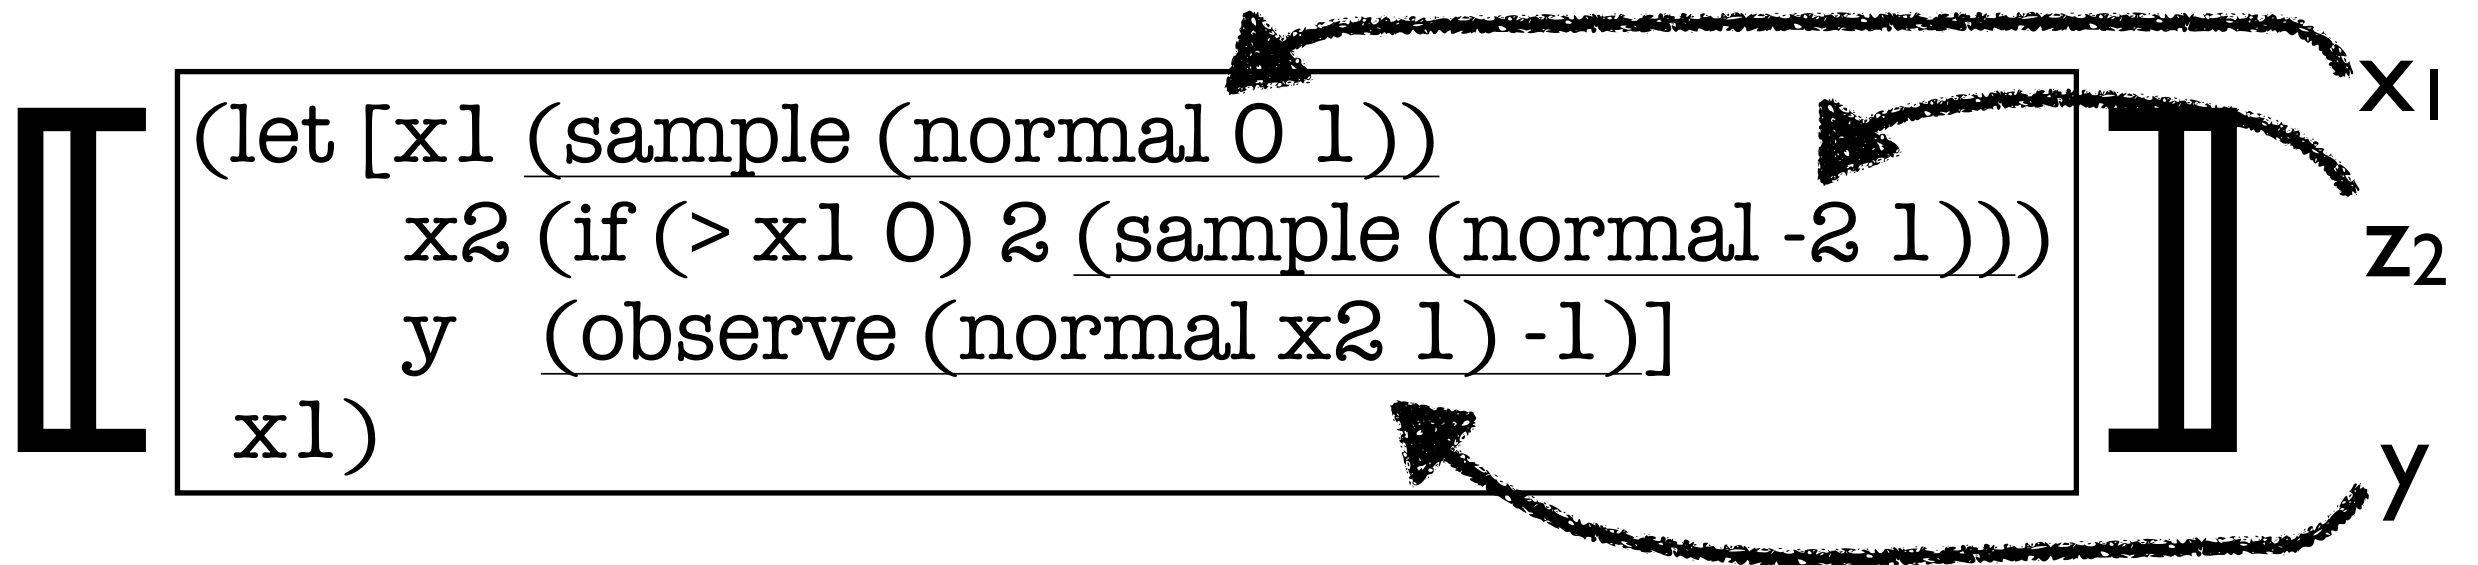 (let [x1 (sample (normal 0 1))
x2 (if (> x1 0) 2 (sample (normal -2 1)))
y (observe (normal x2 1) -1)]
x1)
x₁
z₂
y